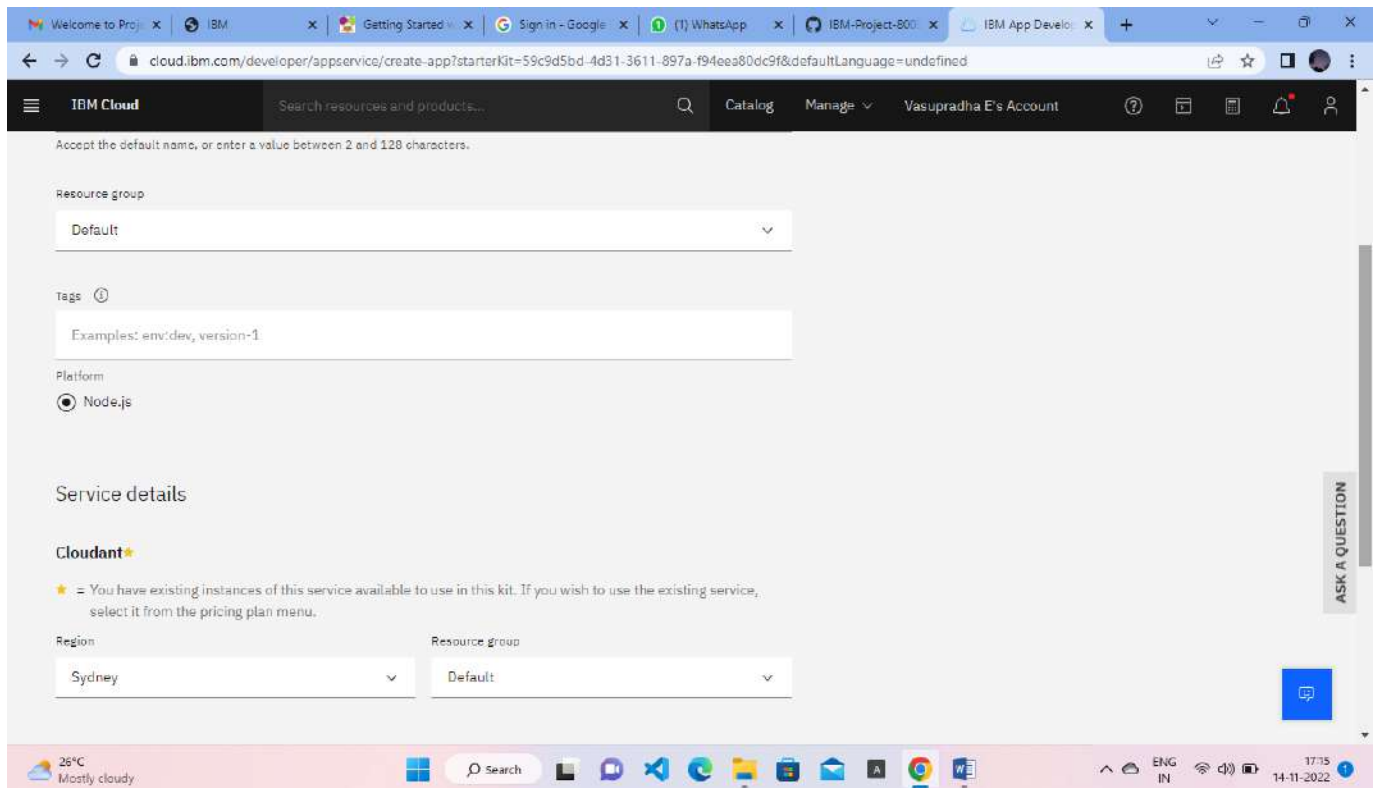 Welcome to Proj
IBM
Getting Started w
Sign in - Google
(1) WhatsApp
IBM-Project-800
IBM App Develop
cloud.ibm.com/developer/appservice/create-app?starterKit=59c9d5bd-4d31-3611-897a-f94eea80dc9f&defaultLanguage=undefined
IBM Cloud
Search resources and products...
Catalog
Manage
Vasupradha E's Account
Accept the default name, or enter a value between 2 and 128 characters.
Resource group
Default
Tags
Examples: env:dev, version-1
Platform
Node.js
Service details
Cloudant
= You have existing instances of this service available to use in this kit. If you wish to use the existing service,
select it from the pricing plan menu.
Region
Resource group
Sydney
Default
ASK A QUESTION
26°C
Mostly cloudy
Search
ENG
IN
17:15
14-11-2022
1